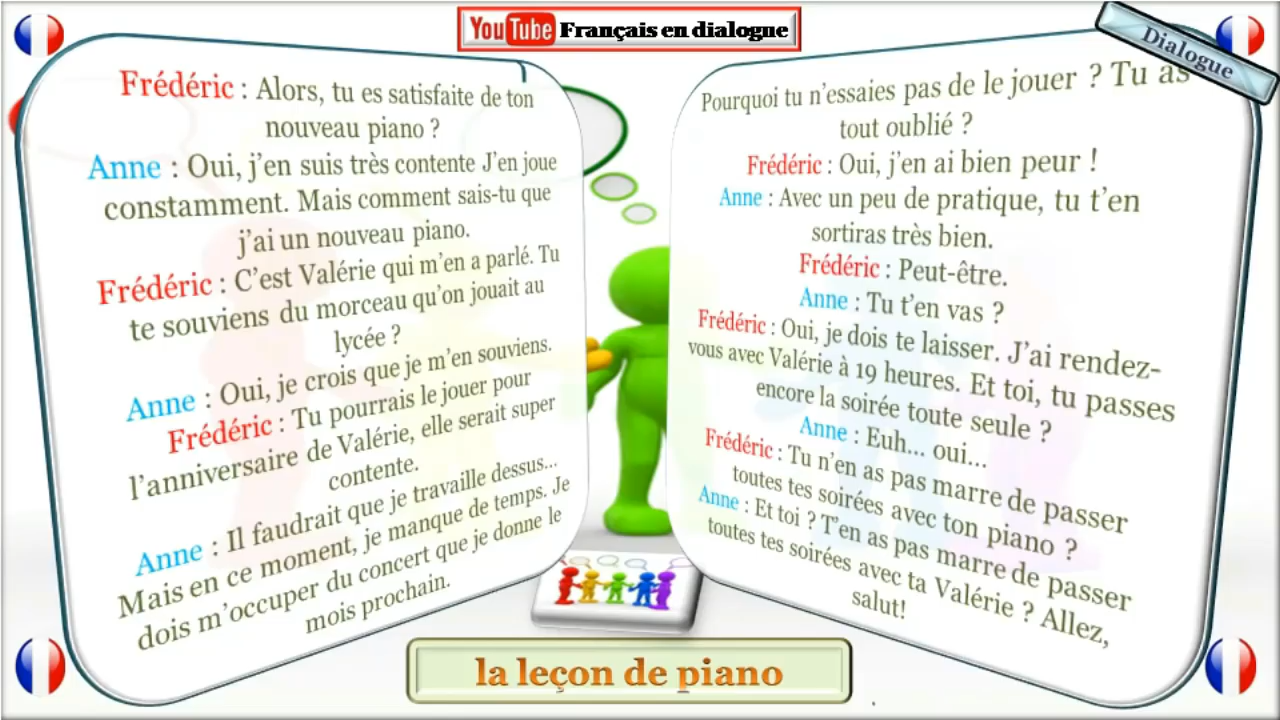 YouTube Français en dialogue
Dialogue
Frédéric : Alors, tu es satisfaite de ton
nouveau piano ?
Anne : Oui, j'en suis très contente J'en joue
constamment. Mais comment sais-tu que
j'ai un nouveau piano.
Frédéric : C'est Valérie qui m'en a parlé. Tu
te souviens du morceau qu'on jouait au
lycée ?
Anne : Oui, je crois que je m'en souviens.
Frédéric : Tu pourrais le jouer pour
l'anniversaire de Valérie, elle serait super
contente.
Anne : Il faudrait que je travaille dessus...
Mais en ce moment, je manque de temps. Je
dois m'occuper du concert que je donne le
mois prochain.
Pourquoi tu n'essaies pas de le jouer ? Tu as
tout oublié ?
Frédéric : Oui, j'en ai bien peur !
Anne : Avec un peu de pratique, tu t'en
sortiras très bien.
Frédéric : Peut-être.
Anne : Tu t'en vas ?
Frédéric : Oui, je dois te laisser. J'ai rendez-
vous avec Valérie à 19 heures. Et toi, tu passes
encore la soirée toute seule ?
Anne : Euh... oui...
Frédéric : Tu n'en as pas marre de passer
toutes tes soirées avec ton piano ?
Anne : Et toi ? T'en as pas marre de passer
toutes tes soirées avec ta Valérie ? Allez,
salut!
la leçon de piano